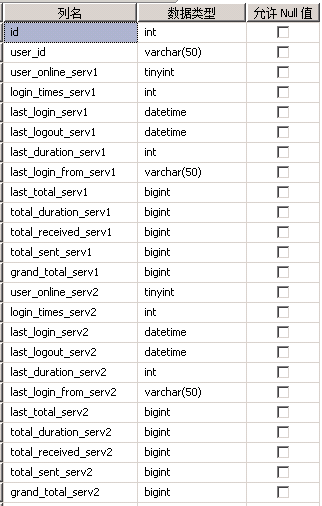 列名 数据类型 允许 Null 值
id int
user_id varchar(50)
user_online_serv1 tinyint
login_times_serv1 int
last_login_serv1 datetime
last_logout_serv1 datetime
last_duration_serv1 int
last_login_from_serv1 varchar(50)
last_total_serv1 bigint
total_duration_serv1 bigint
total_received_serv1 bigint
total_sent_serv1 bigint
grand_total_serv1 bigint
user_online_serv2 tinyint
login_times_serv2 int
last_login_serv2 datetime
last_logout_serv2 datetime
last_duration_serv2 int
last_login_from_serv2 varchar(50)
last_total_serv2 bigint
total_duration_serv2 bigint
total_received_serv2 bigint
total_sent_serv2 bigint
grand_total_serv2 bigint